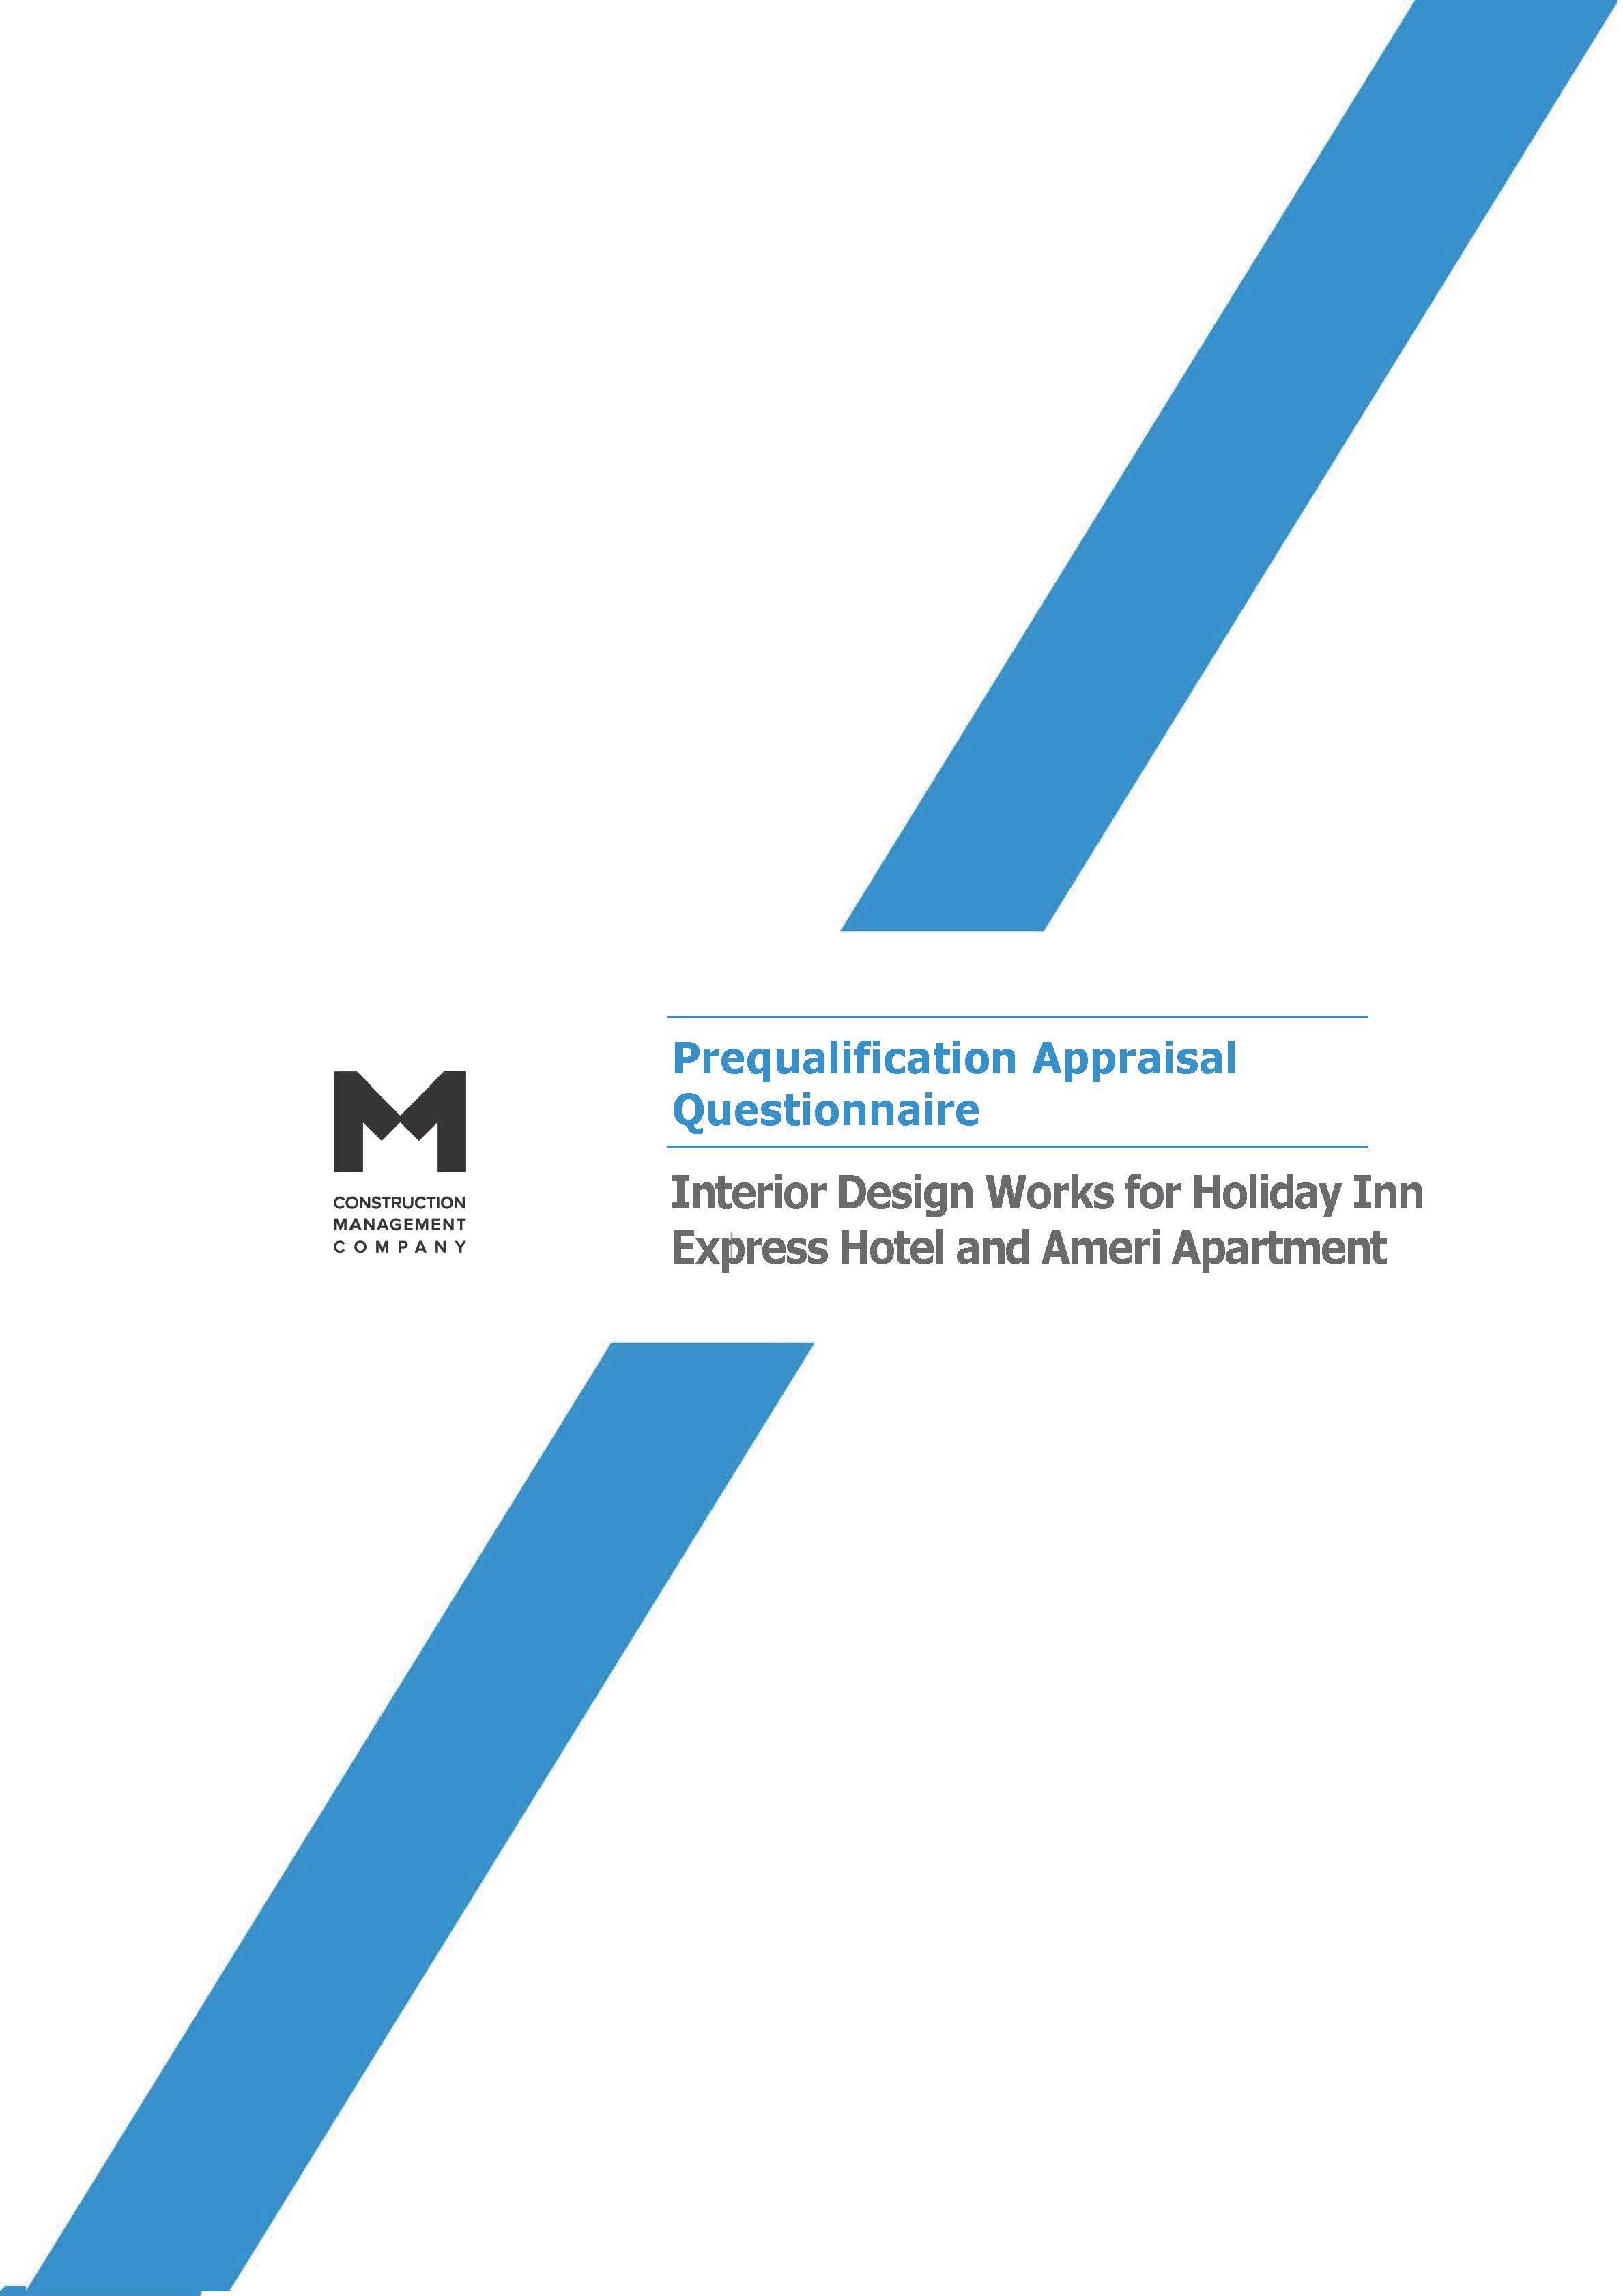 Prequalification Appraisal
Questionnaire
M
CONSTRUCTION
MANAGEMENT
COMPANY
Interior Design Works for Holiday Inn
Express Hotel and Ameri Apartment